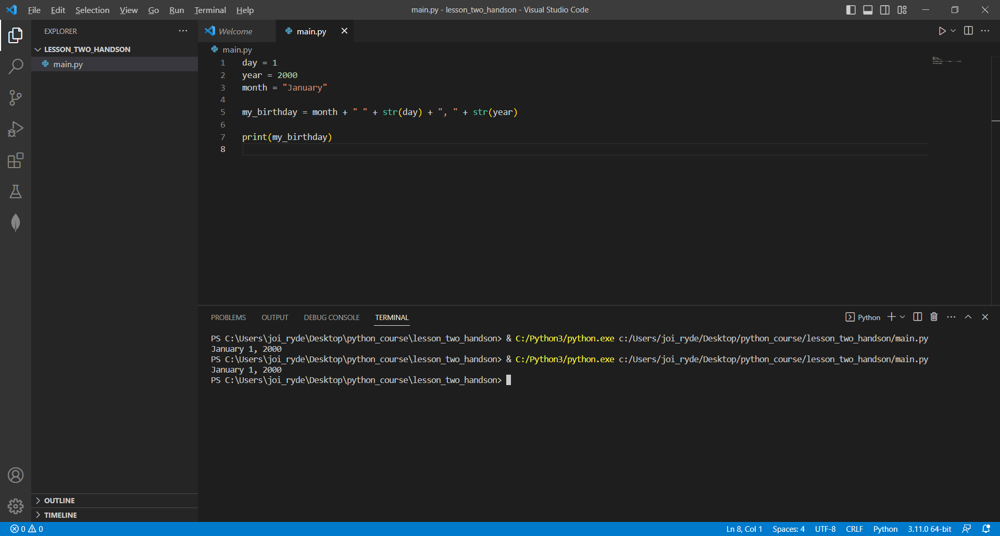 File Edit Selection View Go Run Terminal Help
main.py - lesson_two_handson - Visual Studio Code
EXPLORER
LESSON_TWO_HANDSON
main.py
Welcome
main.py
main.py
1 day = 1
2 year = 2000
3 month = "January"
4
5 my_birthday = month + " " + str(day) + ", " + str(year)
6
7 print(my_birthday)
8
PROBLEMS OUTPUT DEBUG CONSOLE TERMINAL
Python
PS C:\Users\joi_ryde\Desktop\python_course\lesson_two_handson> & C:/Python3/python.exe c:/Users/joi_ryde/Desktop/python_course/lesson_two_handson/main.py
January 1, 2000
PS C:\Users\joi_ryde\Desktop\python_course\lesson_two_handson> & C:/Python3/python.exe c:/Users/joi_ryde/Desktop/python_course/lesson_two_handson/main.py
January 1, 2000
PS C:\Users\joi_ryde\Desktop\python_course\lesson_two_handson>
OUTLINE
TIMELINE
0 0
Ln 8, Col 1 Spaces: 4 UTF-8 CRLF Python 3.11.0 64-bit